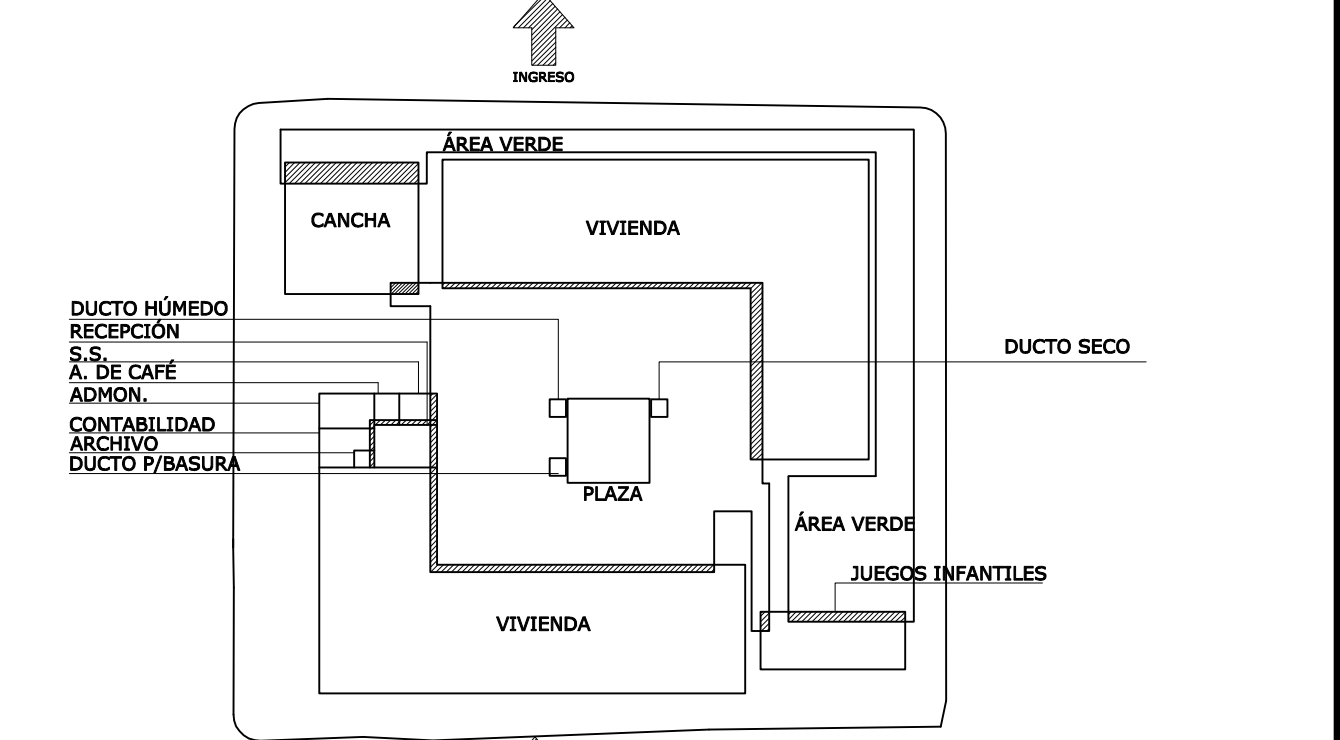 INGRESO
ÁREA VERDE
CANCHA
VIVIENDA
DUCTO HÚMEDO
RECEPCIÓN
S.S.
A. DE CAFÉ
ADMON.
CONTABILIDAD
ARCHIVO
DUCTO P/BASURA
DUCTO SECO
PLAZA
ÁREA VERDE
JUEGOS INFANTILES
VIVIENDA